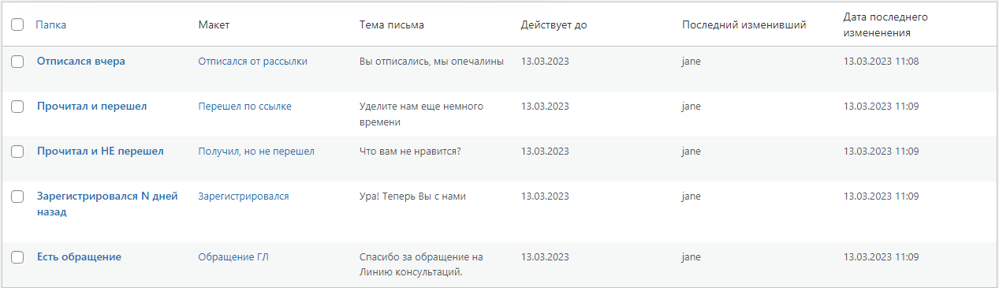 Папка Макет Тема письма Действует до Последний изменивший Дата последнего измененения
Отписался вчера Отписался от рассылки Вы отписались, мы опечалины 13.03.2023 jane 13.03.2023 11:08
Прочитал и перешел Перешел по ссылке Уделите нам еще немного 13.03.2023 jane 13.03.2023 11:09
времени
Прочитал и НЕ перешел Получил, но не перешел Что вам не нравится? 13.03.2023 jane 13.03.2023 11:09
Зарегистрировался N дней Зарегистрировался Ура! Теперь Вы с нами 13.03.2023 jane 13.03.2023 11:09
назад
Есть обращение Обращение ГЛ Спасибо за обращение на 13.03.2023 jane 13.03.2023 11:09
Линию консультаций.